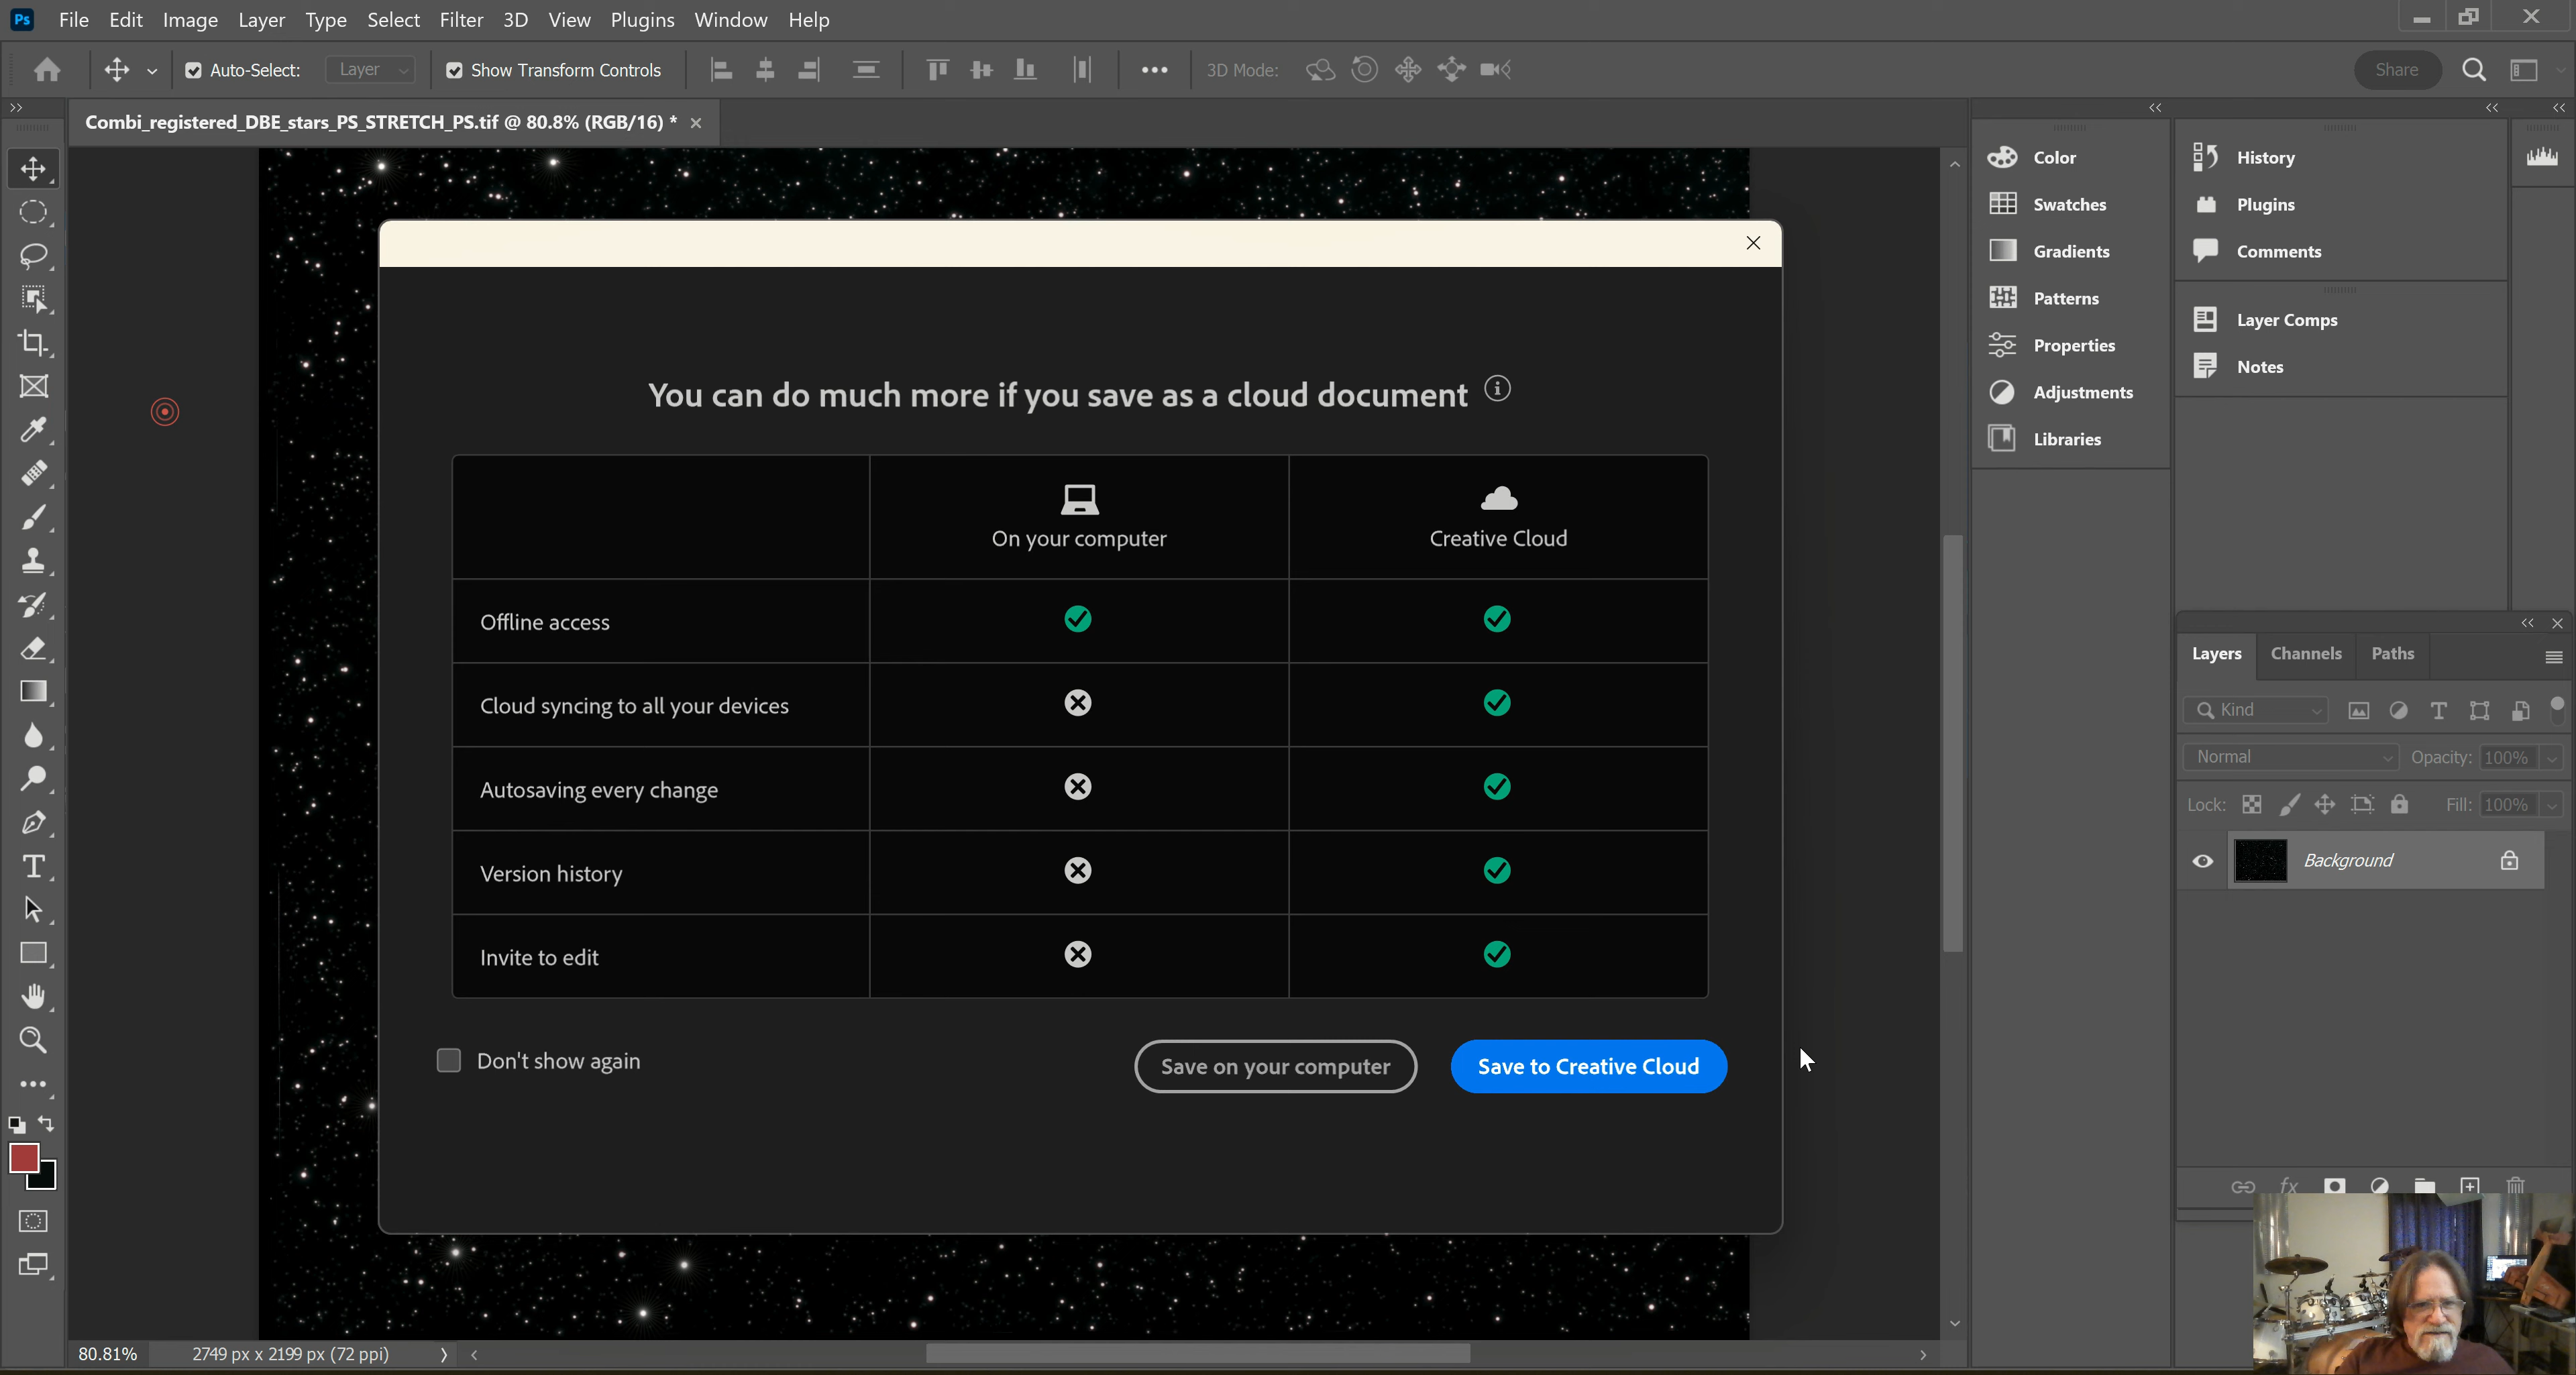 Ps File Edit Image Layer Type Select Filter 3D View Plugins Window Help
Auto-Select: Layer Show Transform Controls 3D Mode: Share
Combi_registered_DBE_stars_PS_STRETCH_PS.tif @ 80.8% (RGB/16) *
Color
Swatches
Gradients
Patterns
Properties
Adjustments
Libraries
History
Plugins
Comments
Layer Comps
Notes
You can do much more if you save as a cloud document
On your computer Creative Cloud
Offline access
Cloud syncing to all your devices
Autosaving every change
Version history
Invite to edit
Don't show again Save on your computer Save to Creative Cloud
Layers Channels Paths
Kind
Normal Opacity: 100%
Lock: Fill: 100%
Background
fx
80.81% 2749 px x 2199 px (72 ppi)